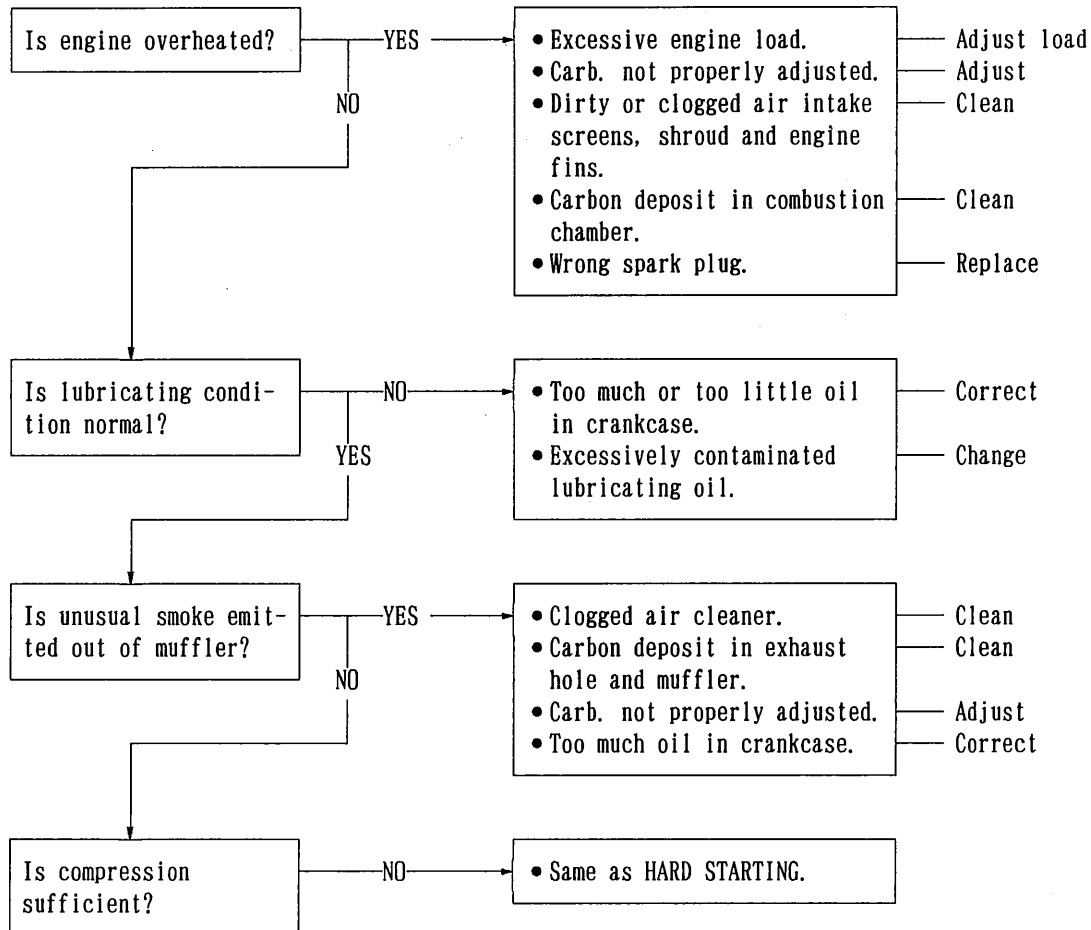 Is engine overheated?
YES
NO
• Excessive engine load.
Adjust load
• Carb. not properly adjusted.
Adjust
• Dirty or clogged air intake
Clean
screens, shroud and engine
fins.
• Carbon deposit in combustion
Clean
chamber.
• Wrong spark plug.
Replace
Is lubricating condi-
tion normal?
NO
YES
• Too much or too little oil
Correct
in crankcase.
• Excessively contaminated
Change
lubricating oil.
Is unusual smoke emit-
ted out of muffler?
YES
NO
• Clogged air cleaner.
Clean
• Carbon deposit in exhaust
Clean
hole and muffler.
• Carb. not properly adjusted.
Adjust
• Too much oil in crankcase.
Correct
Is compression
sufficient?
NO
• Same as HARD STARTING.